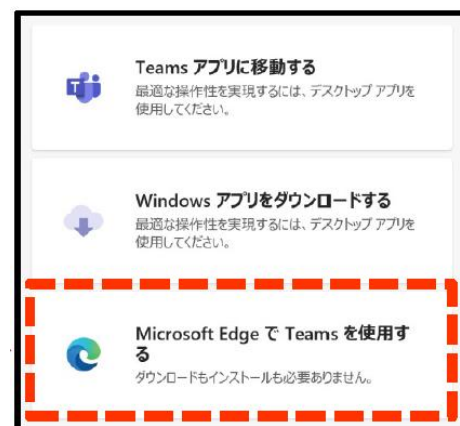 Teams アプリに移動する
最適な操作性を実現するには、デスクトップ アプリを
使用してください。
Windows アプリをダウンロードする
最適な操作性を実現するには、デスクトップ アプリを
使用してください。
Microsoft Edge で Teams を使用す
る
ダウンロードもインストールも必要ありません。